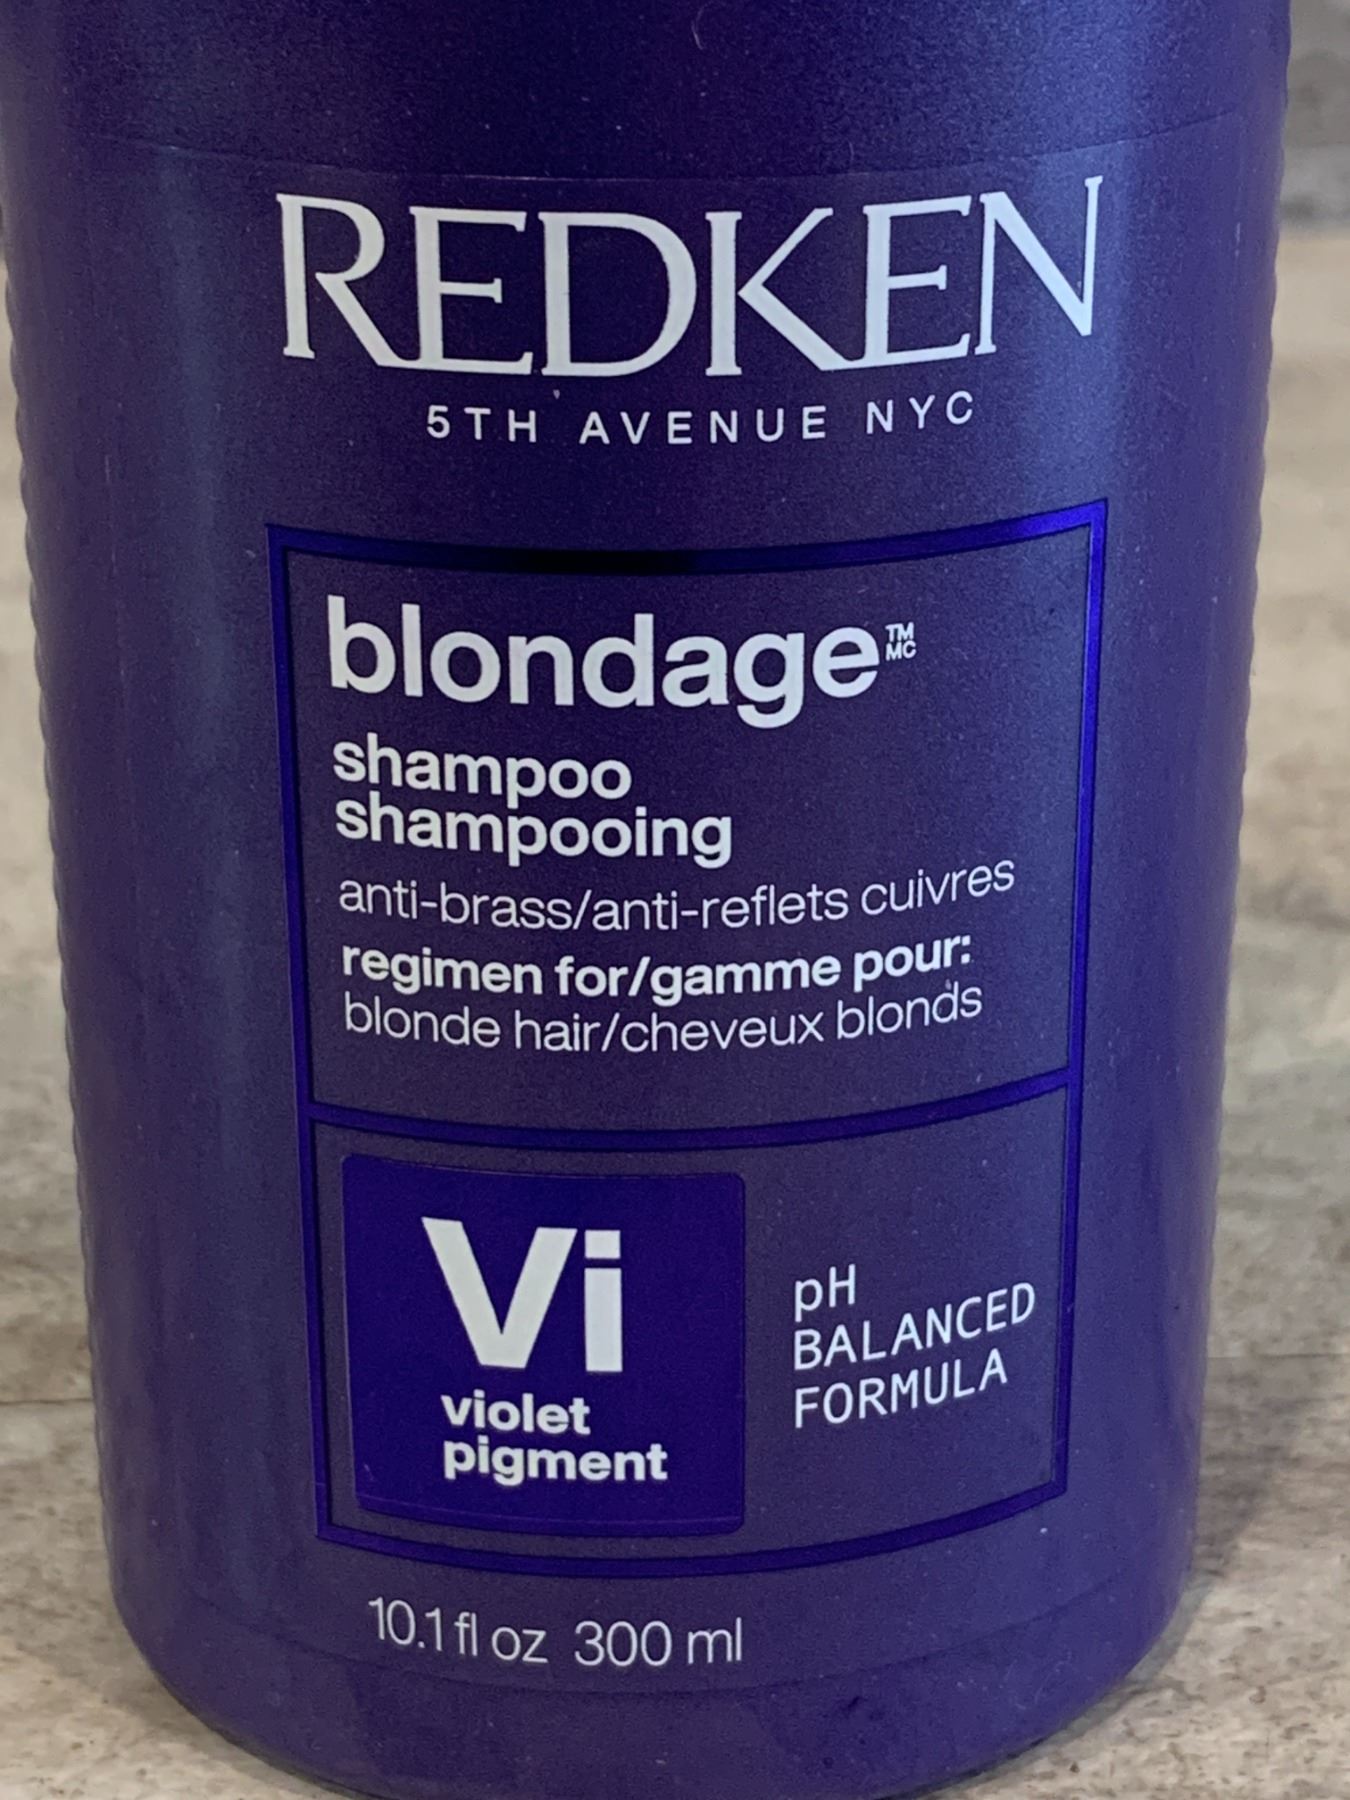 REDKEN
5TH AVENUE NYC
blondage™ MC
shampoo
shampooing
anti-brass/anti-reflets cuivres
regimen for/gamme pour:
blonde hair/cheveux blonds
Vi
violet
pigment
pH
BALANCED
FORMULA
10.1 fl oz 300 ml